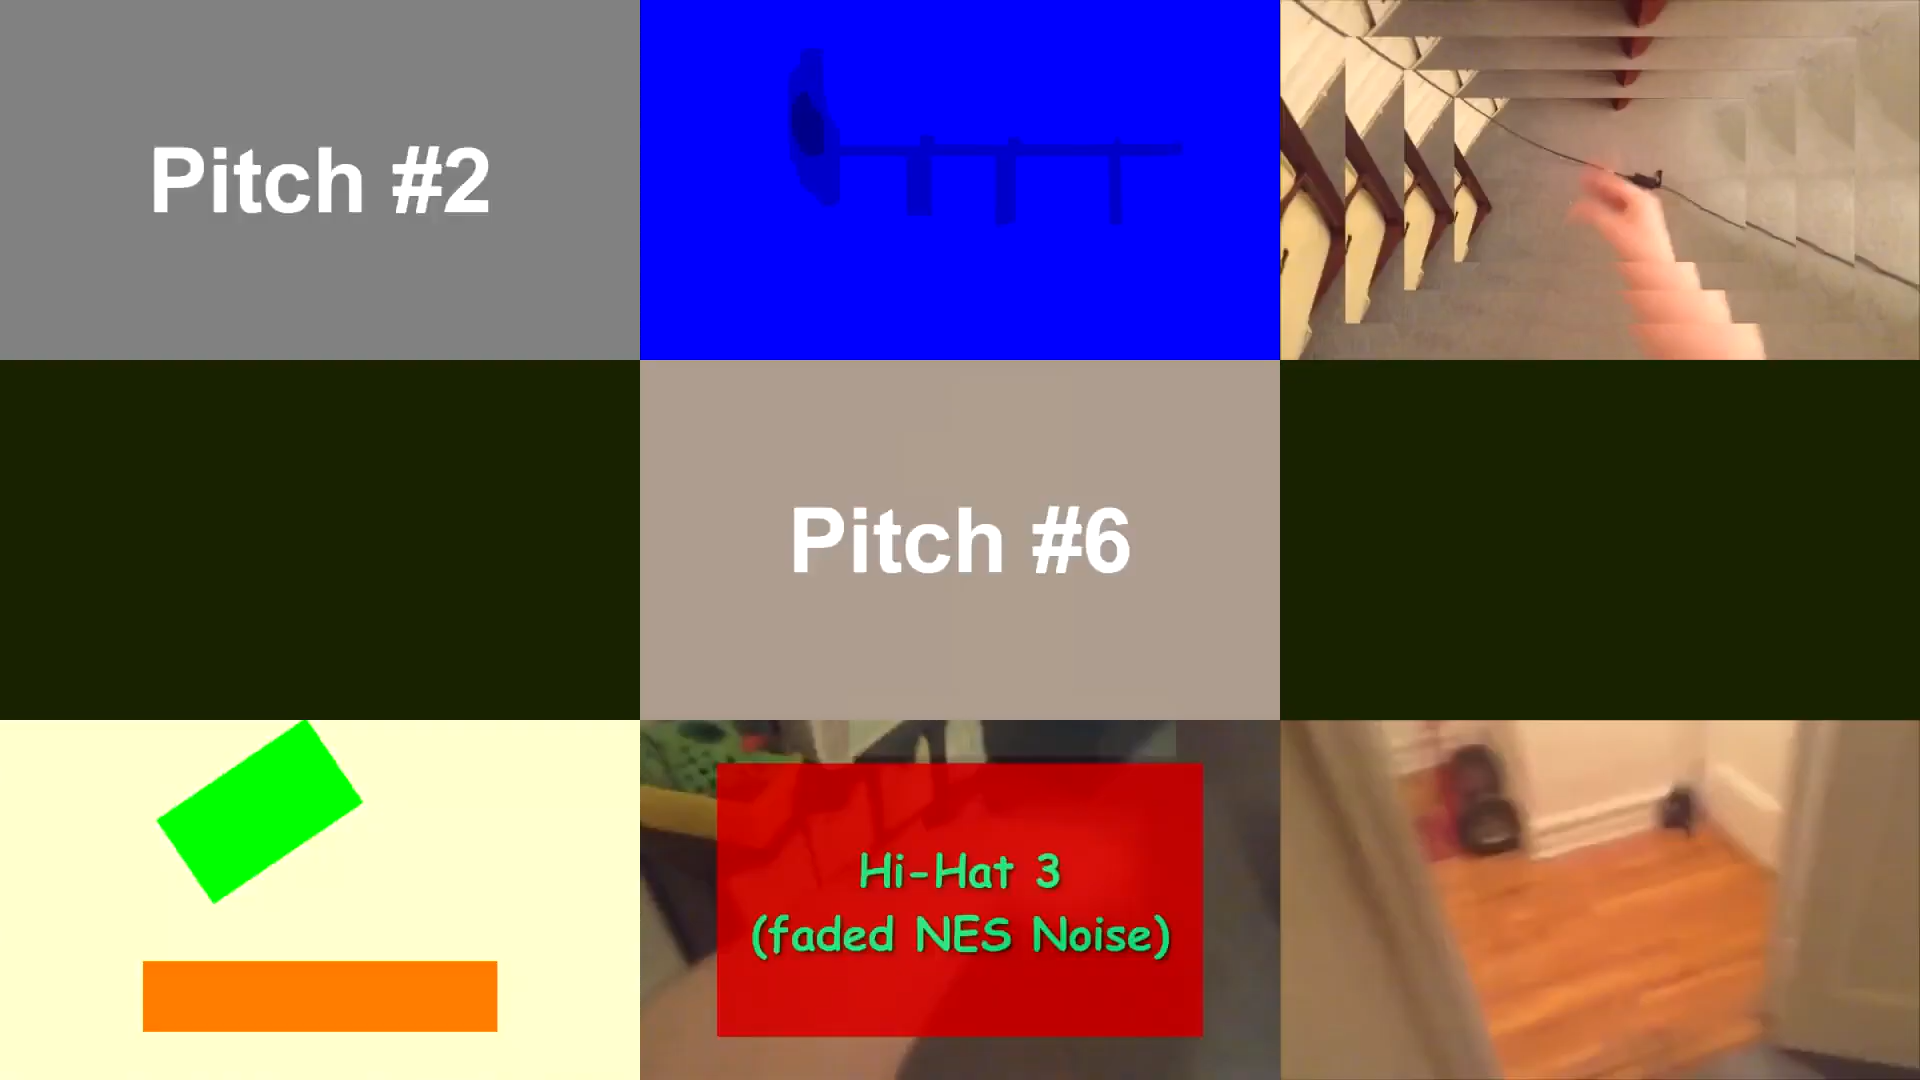 Pitch #2
Pitch #6
Hi-Hat 3
(faded NES Noise)